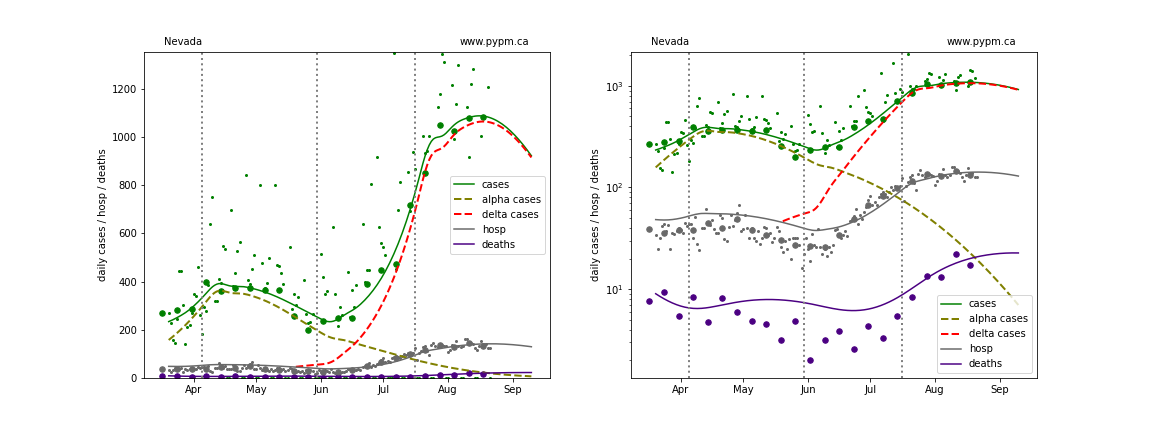 Nevada
www.pypm.ca
daily cases / hosp / deaths
1200
1000
800
600
400
200
0
cases
alpha cases
delta cases
hosp
deaths
Apr
May
Jun
Jul
Aug
Sep
Nevada
www.pypm.ca
daily cases / hosp / deaths
10³
10²
10¹
cases
alpha cases
delta cases
hosp
deaths
Apr
May
Jun
Jul
Aug
Sep